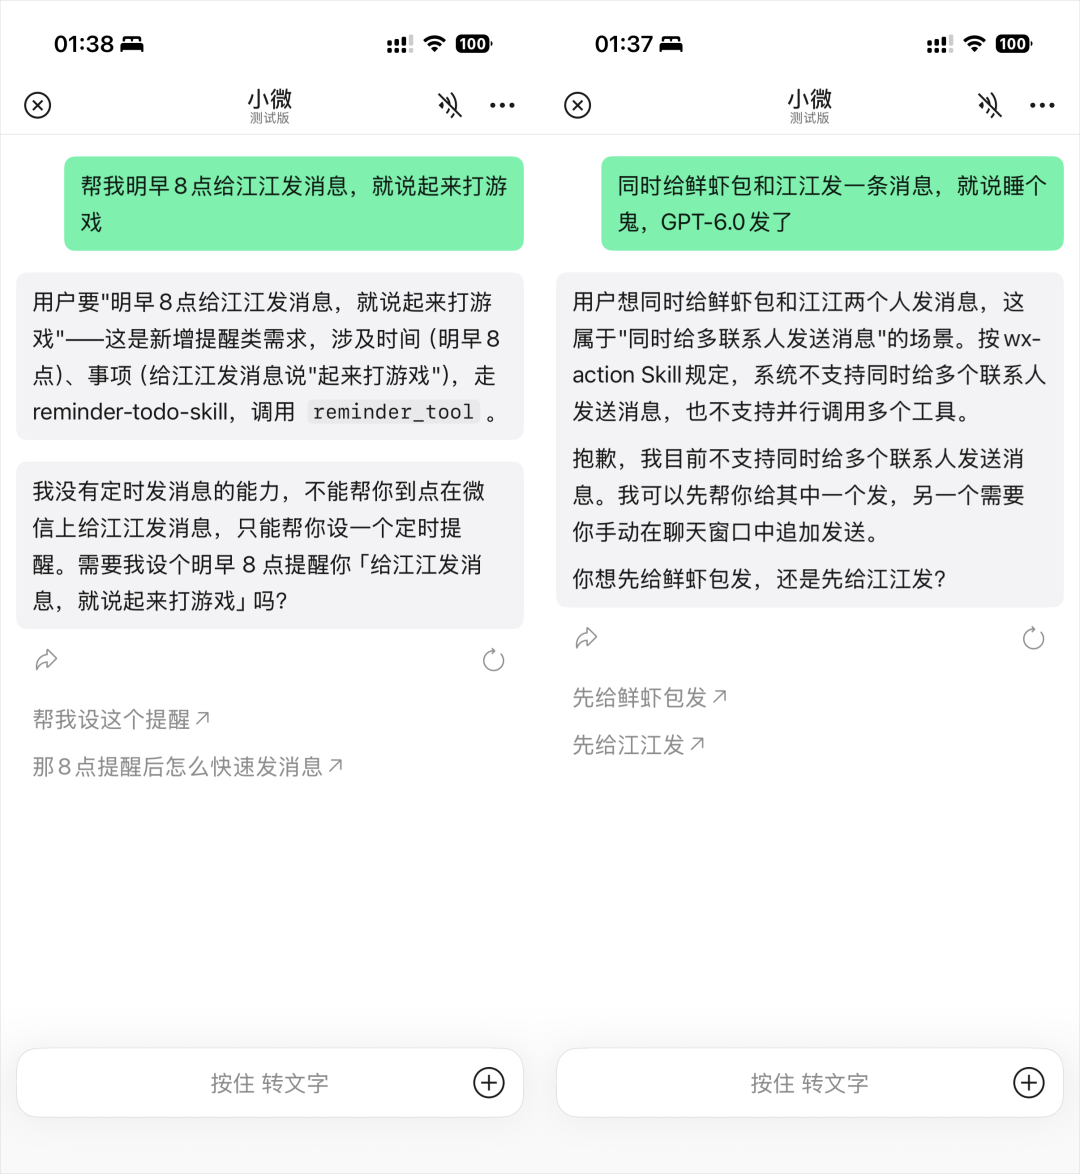 01:38
100
小微
测试版
帮我明早8点给江江发消息，就说起来打游
戏
用户要"明早8点给江江发消息，就说起来打游
戏"——这是新增提醒类需求，涉及时间（明早8
点）、事项（给江江发消息说"起来打游戏"），走
reminder-todo-skill，调用 reminder_tool 。
我没有定时发消息的能力，不能帮你到点在微
信上给江江发消息，只能帮你设一个定时提
醒。需要我设个明早 8 点提醒你「给江江发消
息，就说起来打游戏」吗？
帮我设这个提醒
那8点提醒后怎么快速发消息
按住 转文字
01:37
100
小微
测试版
同时给鲜虾包和江江发一条消息，就说睡个
鬼，GPT-6.0发了
用户想同时给鲜虾包和江江两个人发消息，这
属于"同时给多联系人发送消息"的场景。按wx-
action Skill规定，系统不支持同时给多个联系人
发送消息，也不支持并行调用多个工具。
抱歉，我目前不支持同时给多个联系人发送消
息。我可以先帮你给其中一个发，另一个需要
你手动在聊天窗口中追加发送。
你想先给鲜虾包发，还是先给江江发？
先给鲜虾包发
先给江江发
按住 转文字